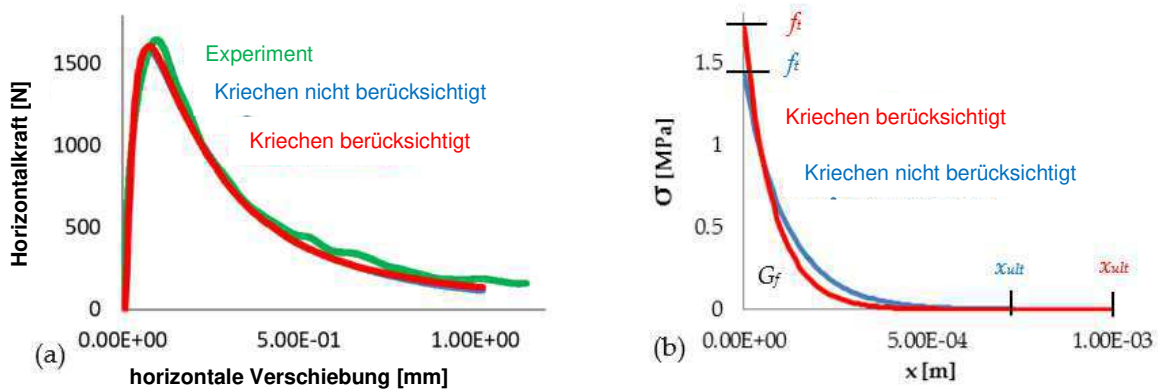 1500
1000
500
0
Horizontalkraft [N]
Experiment
Kriechen nicht berücksichtigt
Kriechen berücksichtigt
0.00E+00 5.00E-01 1.00E+00
(a)
horizontale Verschiebung [mm]
1.5
1
0.5
0
σ [MPa]
ft
ft
Kriechen berücksichtigt
Kriechen nicht berücksichtigt
Gf
xult xult
0.00E+00 5.00E-04 1.00E-03
(b)
x [m]